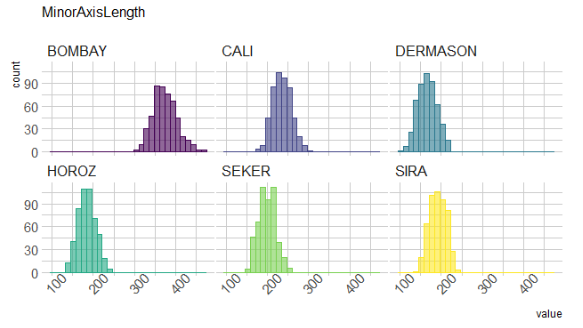 MinorAxisLength
BOMBAY CALI DERMASON
count
90
60
30
0
HOROZ SEKER SIRA
90
60
30
0
100 200 300 400 100 200 300 400 100 200 300 400
value